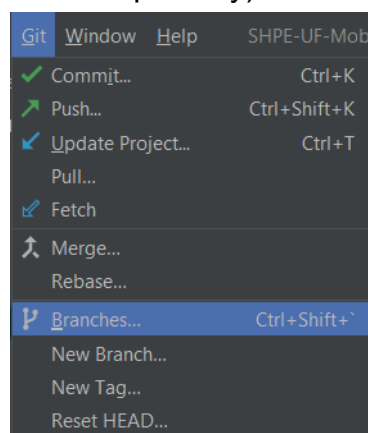 Git Window Help SHPE-UF-Mob
Commit... Ctrl+K
Push... Ctrl+Shift+K
Update Project... Ctrl+T
Pull...
Fetch
Merge...
Rebase...
Branches... Ctrl+Shift+`
New Branch...
New Tag...
Reset HEAD...